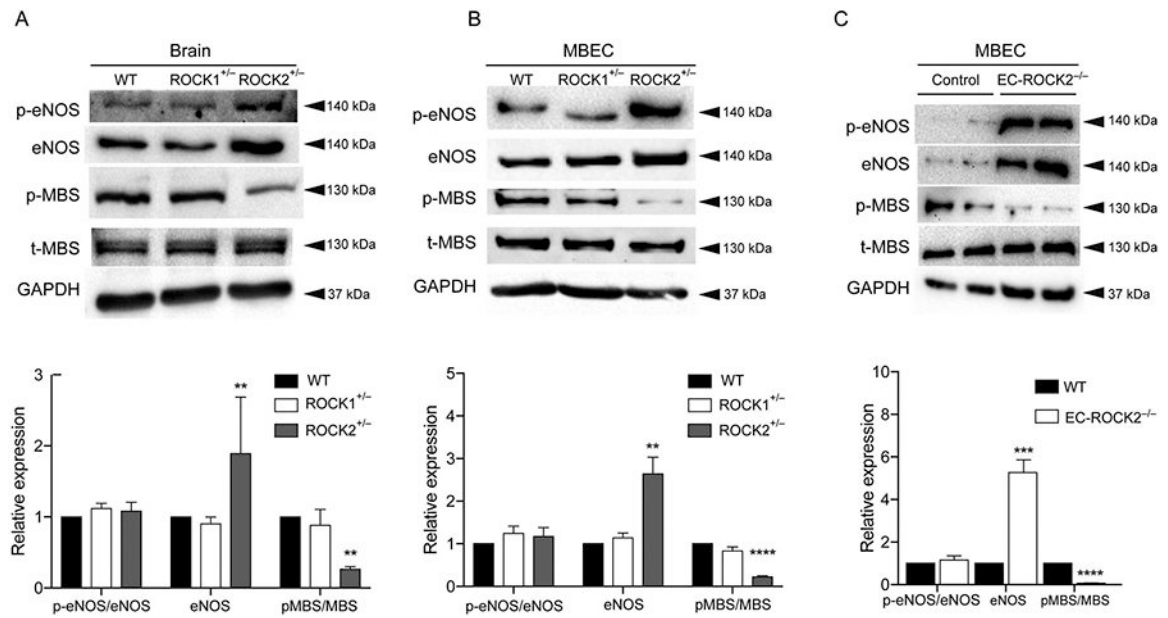 A
Brain
WT ROCK1+/– ROCK2+/–
p-eNOS 140 kDa
eNOS 140 kDa
p-MBS 130 kDa
t-MBS 130 kDa
GAPDH 37 kDa
B
MBEC
WT ROCK1+/– ROCK2+/–
p-eNOS 140 kDa
eNOS 140 kDa
p-MBS 130 kDa
t-MBS 130 kDa
GAPDH 37 kDa
C
MBEC
Control EC-ROCK2–/–
p-eNOS 140 kDa
eNOS 140 kDa
p-MBS 130 kDa
t-MBS 130 kDa
GAPDH 37 kDa
Relative expression
3
2
1
0
WT
ROCK1+/–
ROCK2+/–
**
**
p-eNOS/eNOS eNOS pMBS/MBS
Relative expression
5
4
3
2
1
0
WT
ROCK1+/–
ROCK2+/–
**
****
p-eNOS/eNOS eNOS pMBS/MBS
Relative expression
10
8
6
4
2
0
WT
EC-ROCK2–/–
***
****
p-eNOS/eNOS eNOS pMBS/MBS